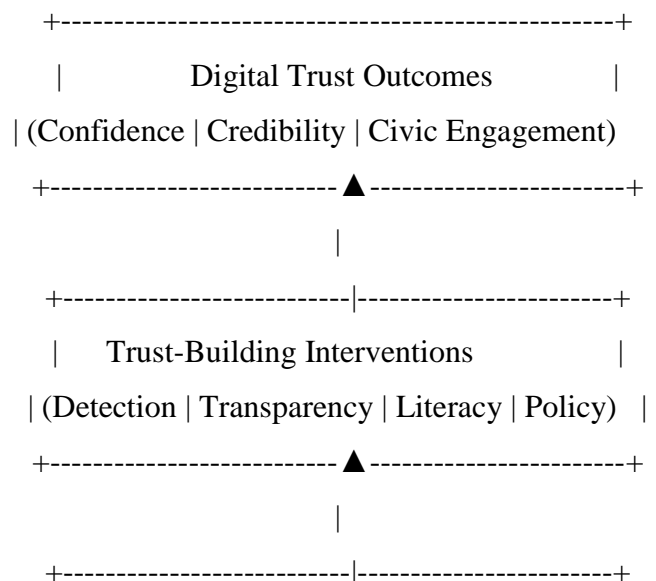 +----------------------------------------------------+
| Digital Trust Outcomes |
| (Confidence | Credibility | Civic Engagement)
+--------------------------- ▲ ------------------------+
|
+---------------------------|------------------------+
| Trust-Building Interventions |
| (Detection | Transparency | Literacy | Policy) |
+--------------------------- ▲ ------------------------+
|
+---------------------------|------------------------+